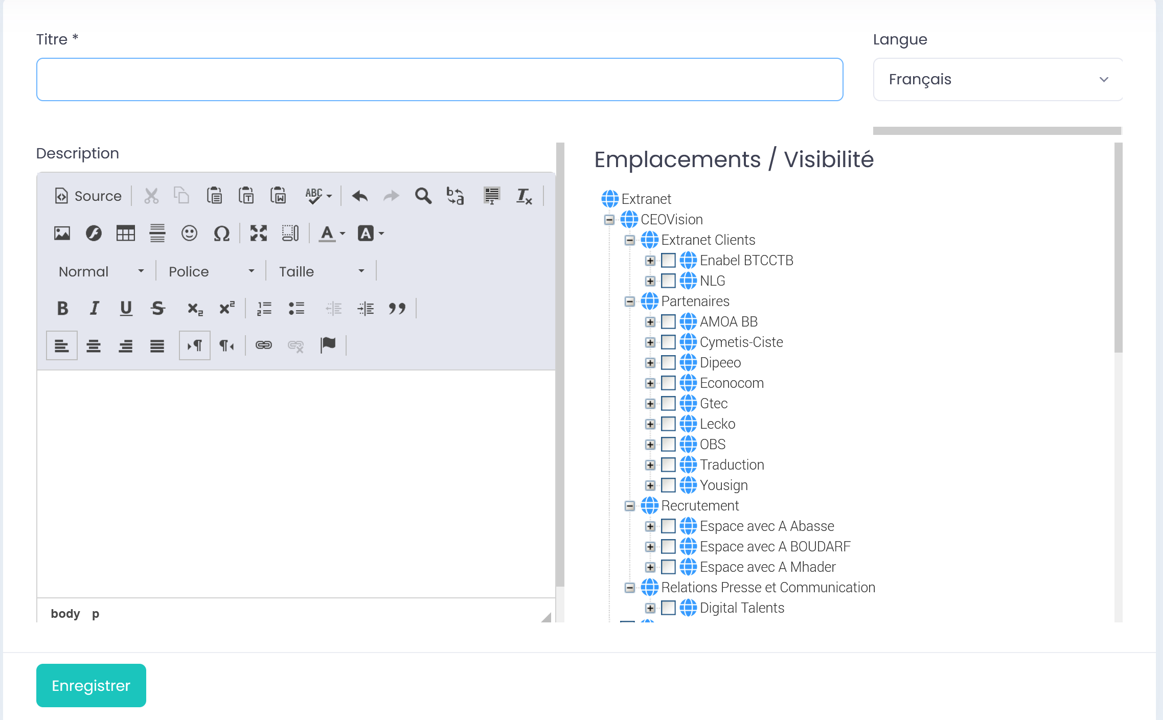 Titre *
Langue
Français
Description
Source
ABC
Normal
Police
Taille
body p
Emplacements / Visibilité
Extranet
CEOVision
Extranet Clients
Enabel BTCCTB
NLG
Partenaires
AMOA BB
Cymetis-Ciste
Dipeeo
Econocom
Gtec
Lecko
OBS
Traduction
Yousign
Recrutement
Espace avec A Abasse
Espace avec A BOUDARF
Espace avec A Mhader
Relations Presse et Communication
Digital Talents
Enregistrer